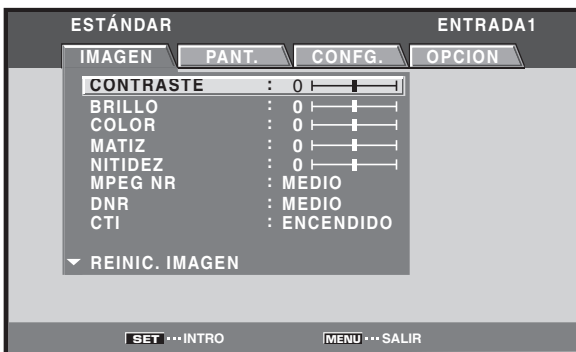 ESTÁNDAR ENTRADA1
IMAGEN PANT. CONFG. OPCION
CONTRASTE : 0
BRILLO : 0
COLOR : 0
MATIZ : 0
NITIDEZ : 0
MPEG NR : MEDIO
DNR : MEDIO
CTI : ENCENDIDO
REINIC. IMAGEN
SET ··· INTRO MENU ··· SALIR